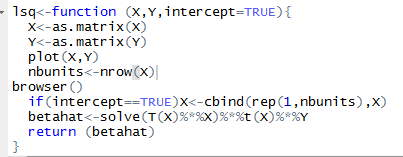 lsq<-function (X,Y,intercept=TRUE){
X<-as.matrix(X)
Y<-as.matrix(Y)
plot(X,Y)
nbunits<-nrow(X)
browser()
if(intercept==TRUE)X<-cbind(rep(1,nbunits),X)
betahat<-solve(T(X)%*%X)%*%t(X)%*%Y
return (betahat)
}